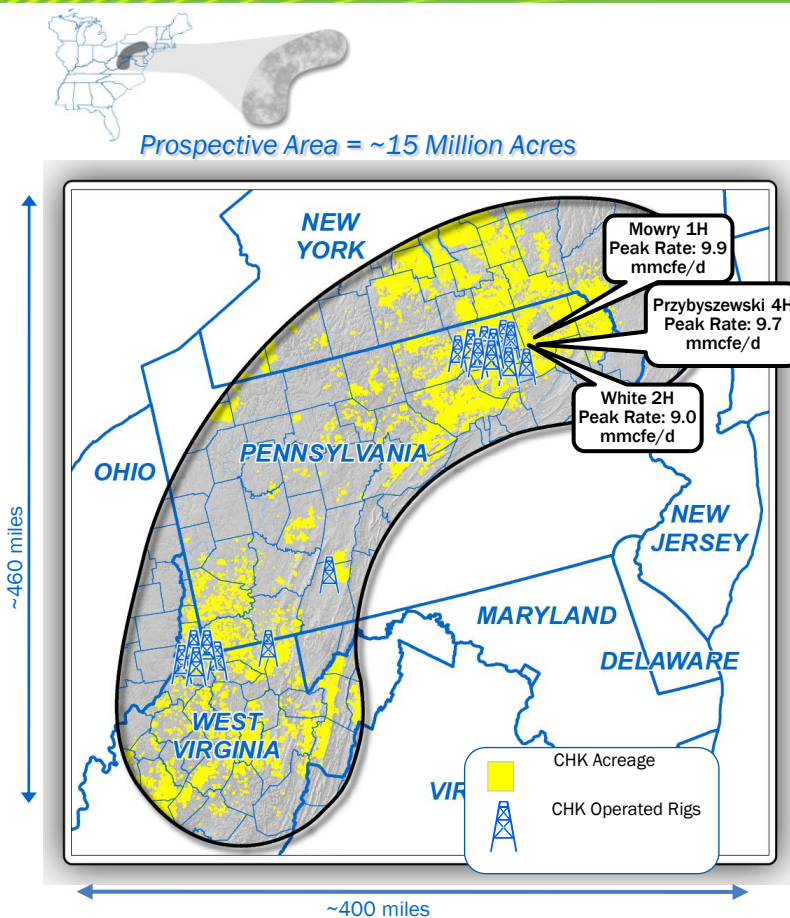 Prospective Area = ~15 Million Acres
NEW
YORK
Mowry 1H
Peak Rate: 9.9
mmcfe/d
Przybyszewski 4H
Peak Rate: 9.7
mmcfe/d
White 2H
Peak Rate: 9.0
mmcfe/d
PENNSYLVANIA
OHIO
NEW
JERSEY
~460 miles
MARYLAND
DELAWARE
WEST
VIRGINIA
VIR
CHK Acreage
CHK Operated Rigs
~400 miles